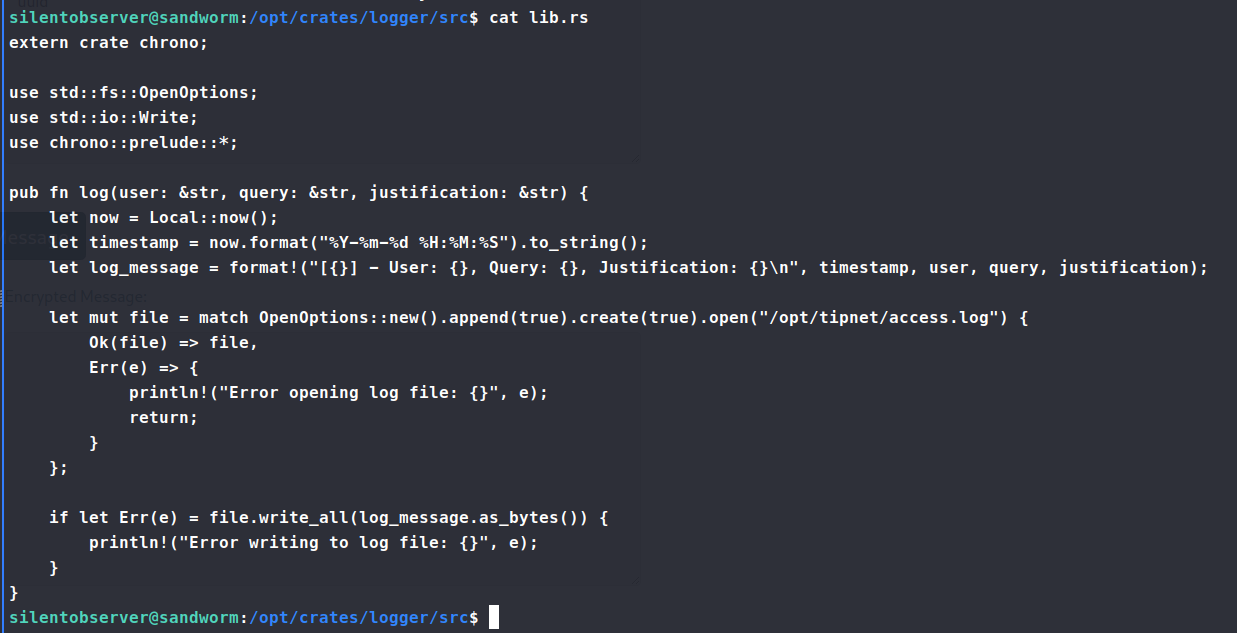 silentobserver@sandworm:/opt/crates/logger/src$ cat lib.rs
extern crate chrono;

use std::fs::OpenOptions;
use std::io::Write;
use chrono::prelude::*;

pub fn log(user: &str, query: &str, justification: &str) {
    let now = Local::now();
    let timestamp = now.format("%Y-%m-%d %H:%M:%S").to_string();
    let log_message = format!("[{}] - User: {}, Query: {}, Justification: {}\n", timestamp, user, query, justification);
Encrypted Message:
    let mut file = match OpenOptions::new().append(true).create(true).open("/opt/tipnet/access.log") {
        Ok(file) => file,
        Err(e) => {
            println!("Error opening log file: {}", e);
            return;
        }
    };

    if let Err(e) = file.write_all(log_message.as_bytes()) {
        println!("Error writing to log file: {}", e);
    }
}
silentobserver@sandworm:/opt/crates/logger/src$